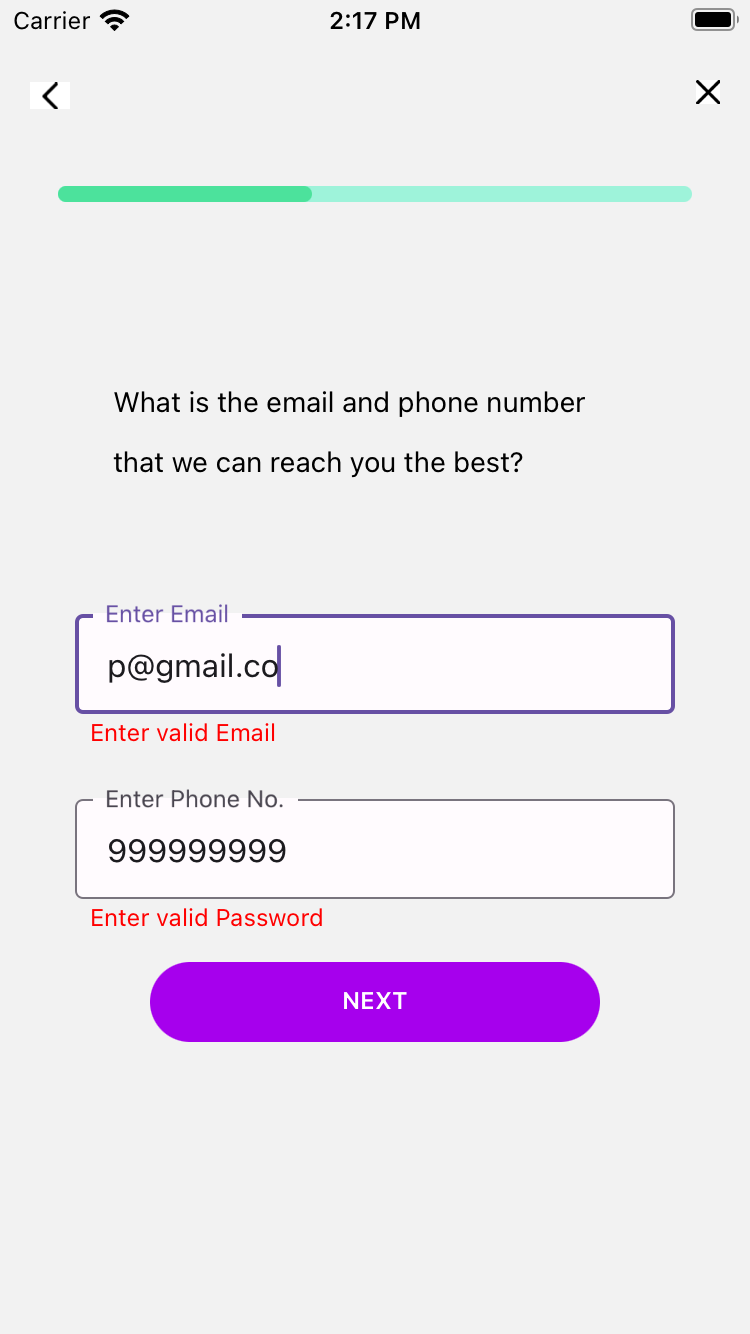 Carrier 2:17 PM
What is the email and phone number
that we can reach you the best?
Enter Email
p@gmail.co
Enter valid Email
Enter Phone No.
999999999
Enter valid Password
NEXT